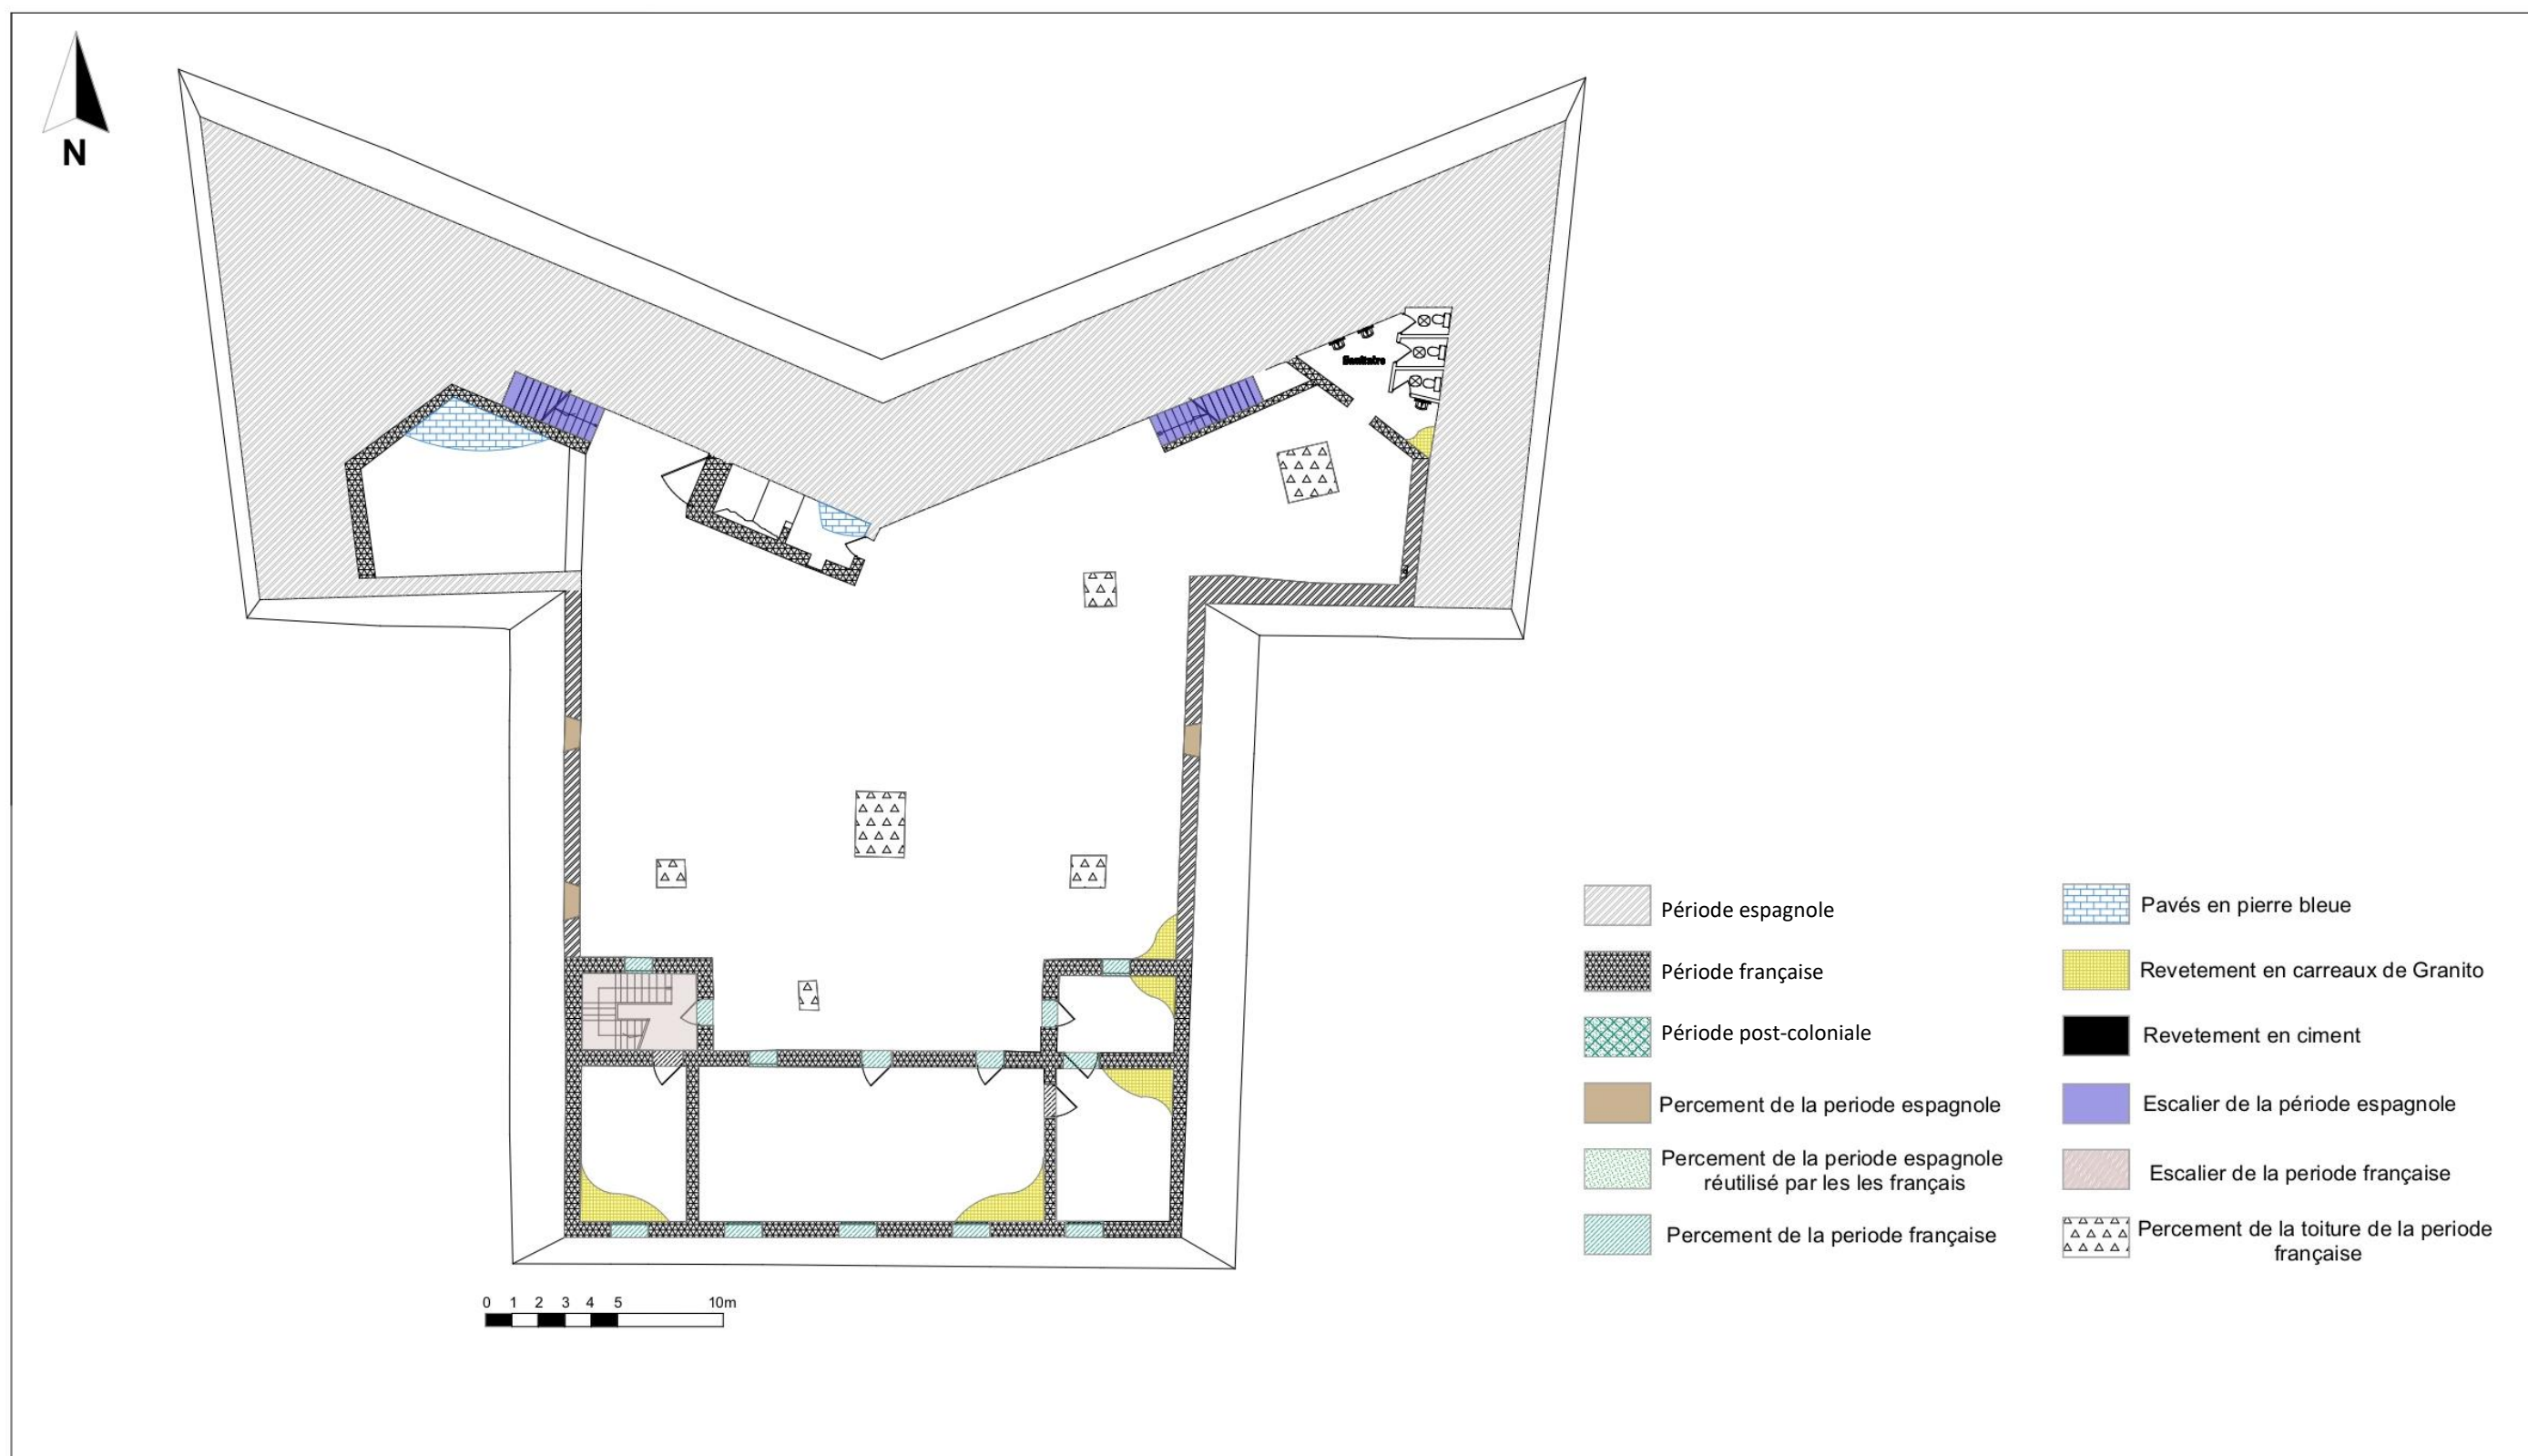 N
Sanitaire
0 1 2 3 4 5 10m
Période espagnole
Période française
Période post-coloniale
Percement de la periode espagnole
Percement de la periode espagnole
réutilisé par les les français
Percement de la periode française
Pavés en pierre bleue
Revetement en carreaux de Granito
Revetement en ciment
Escalier de la période espagnole
Escalier de la periode française
Percement de la toiture de la periode
française